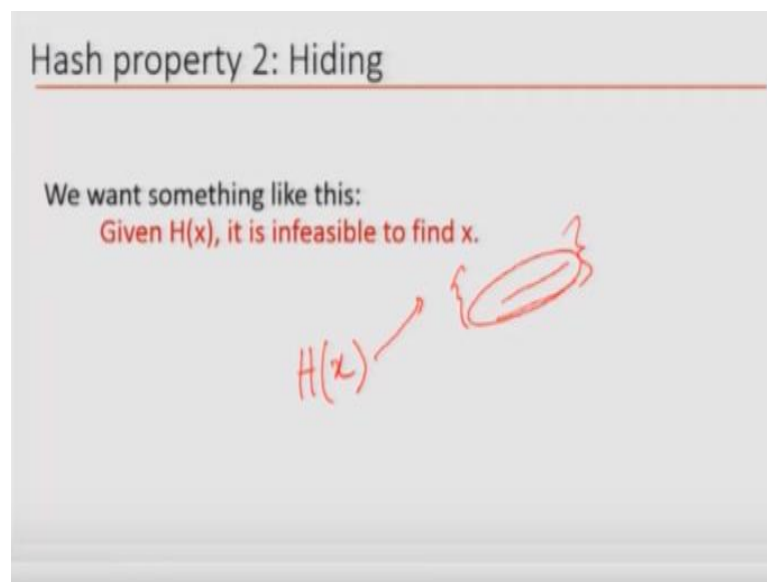 Hash property 2: Hiding
We want something like this:
Given H(x), it is infeasible to find x.
H(x)